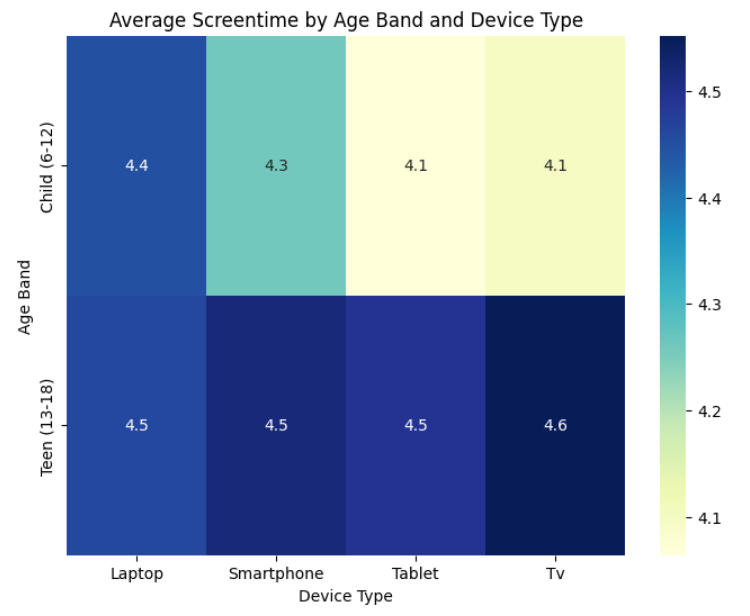 Average Screentime by Age Band and Device Type
Age Band
Child (6-12)
4.4 4.3 4.1 4.1
Teen (13-18)
4.5 4.5 4.5 4.6
Laptop Smartphone Tablet Tv
Device Type
4.5
4.4
4.3
4.2
4.1